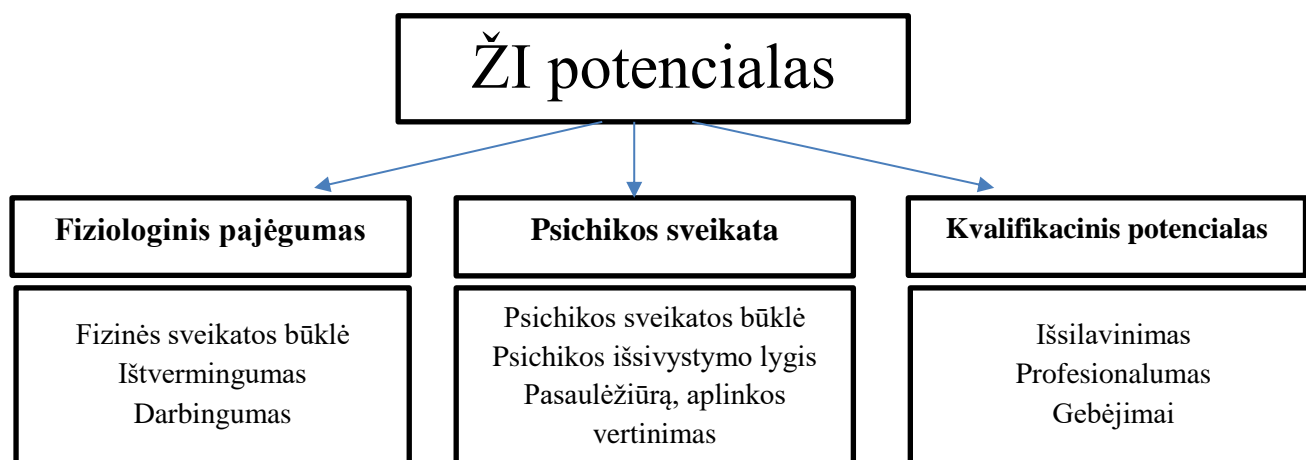 ŽI potencialas
Fiziologinis pajėgumas
Fizinės sveikatos būklė
Ištvermingumas
Darbingumas
Psichikos sveikata
Psichikos sveikatos būklė
Psichikos išsivystymo lygis
Pasaulėžiūrą, aplinkos
vertinimas
Kvalifikacinis potencialas
Išsilavinimas
Profesionalumas
Gebėjimai